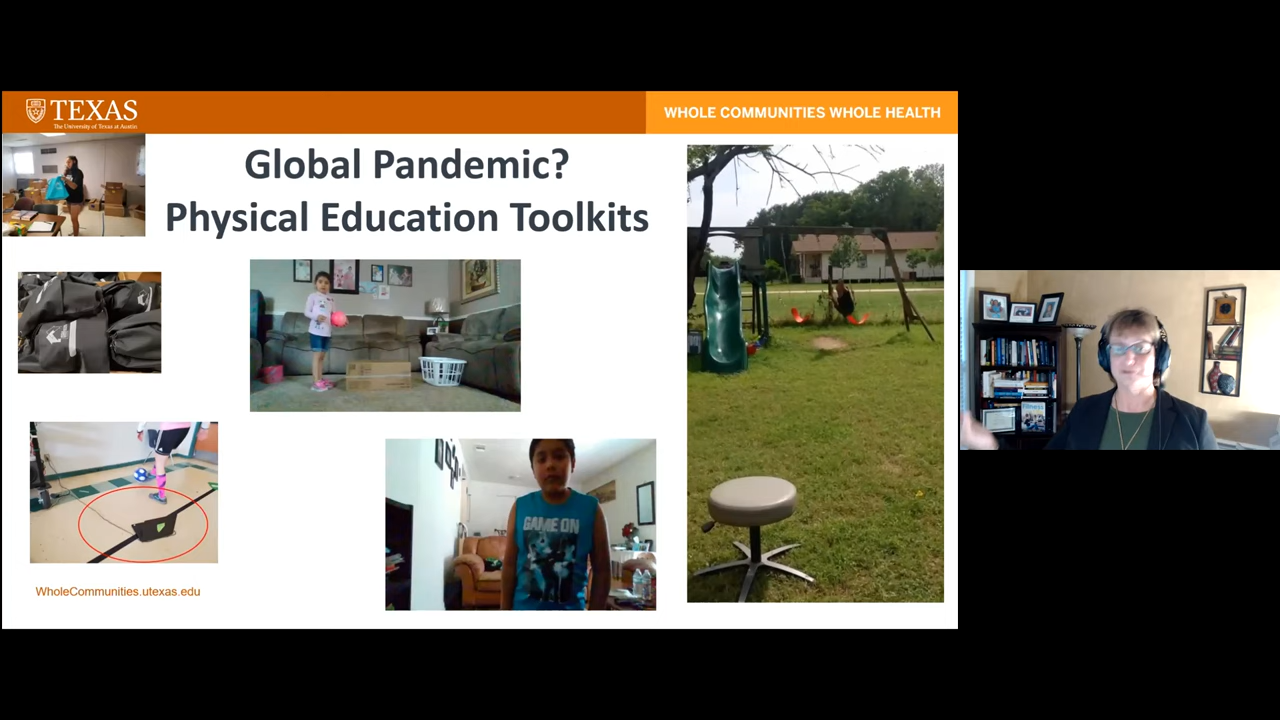 TEXAS
The University of Texas at Austin
WHOLE COMMUNITIES WHOLE HEALTH
Global Pandemic?
Physical Education Toolkits
GAME ON
WholeCommunities.utexas.edu
fitness